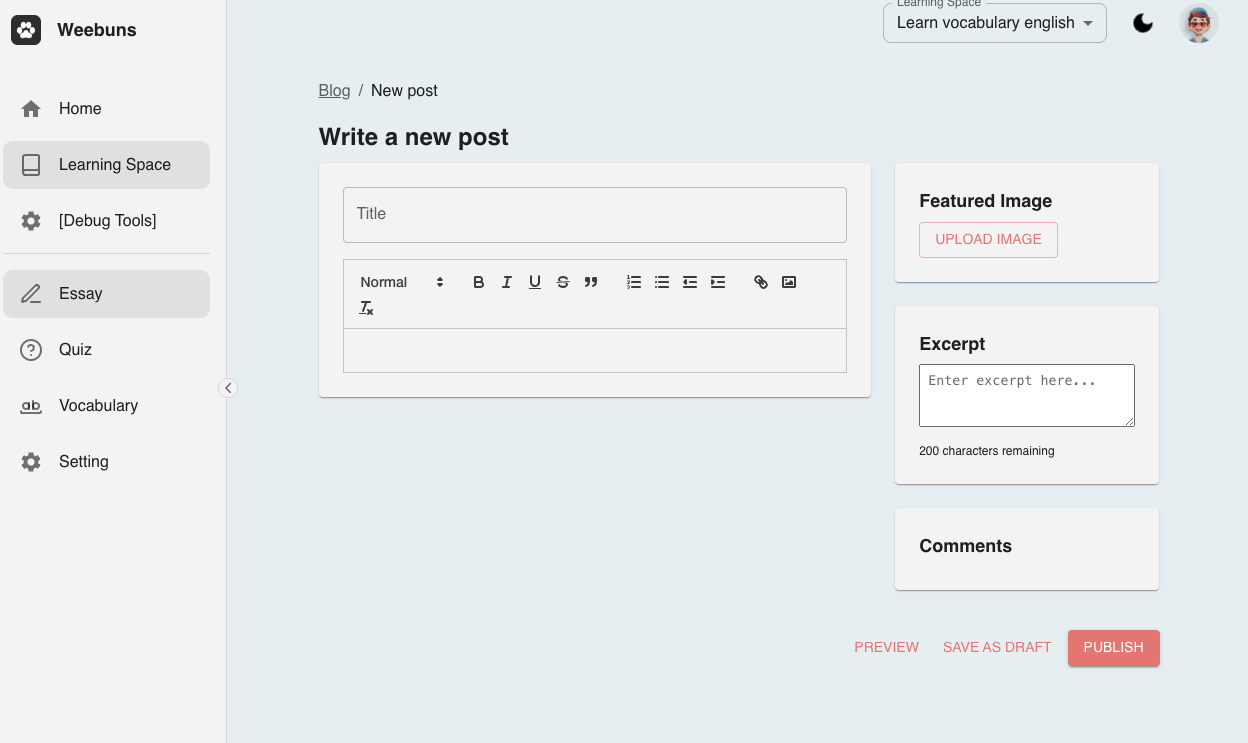 Weebuns
Learning Space
Learn vocabulary english
Home
Learning Space
[Debug Tools]
Essay
Quiz
Vocabulary
Setting
Blog / New post
Write a new post
Title
Normal
Featured Image
UPLOAD IMAGE
Excerpt
Enter excerpt here...
200 characters remaining
Comments
PREVIEW SAVE AS DRAFT PUBLISH